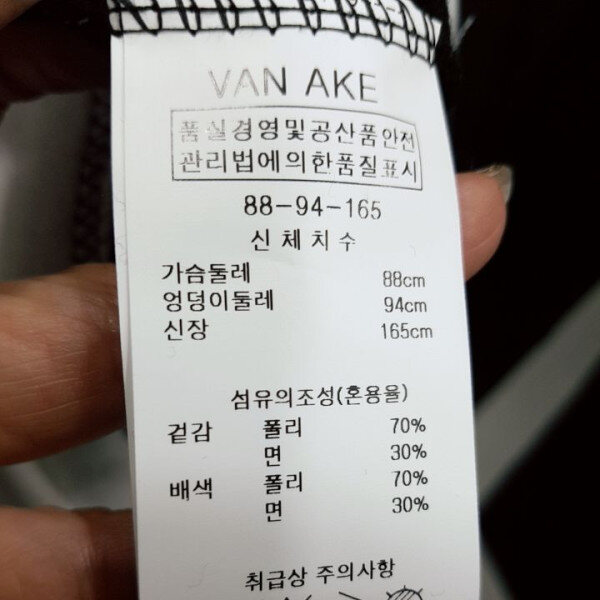 VAN AKE
품실경영및공산품안전
관리법에의한품질표시
88-94-165
신체치수
가슴둘레 88cm
엉덩이둘레 94cm
신장 165cm
섬유의조성(혼용율)
겉감 폴리 70%
면 30%
배색 폴리 70%
면 30%
취급상 주의사항